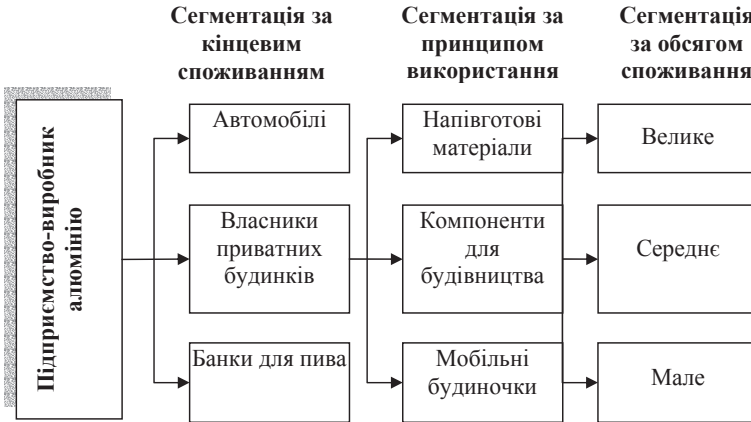 Сегментація за
кінцевим
споживанням
Сегментація за
принципом
використання
Сегментація
за обсягом
споживання
Підприємство-виробник
алюмінію
Автомобілі
Власники
приватних
будинків
Банки для пива
Напівготові
матеріали
Компоненти
для
будівництва
Мобільні
будиночки
Велике
Середнє
Мале